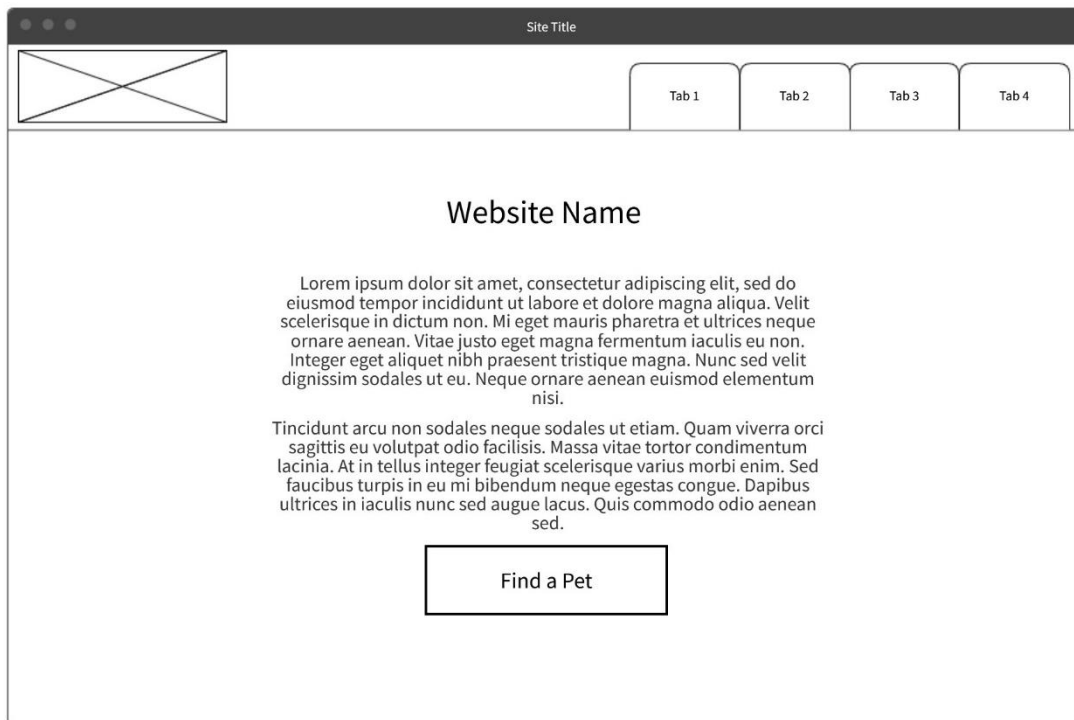 Site Title
Tab 1
Tab 2
Tab 3
Tab 4
Website Name
Lorem ipsum dolor sit amet, consectetur adipiscing elit, sed do
eiusmod tempor incididunt ut labore et dolore magna aliqua. Velit
scelerisque in dictum non. Mi eget mauris pharetra et ultrices neque
ornare aenean. Vitae justo eget magna fermentum iaculis eu non.
Integer eget aliquet nibh praesent tristique magna. Nunc sed velit
dignissim sodales ut eu. Neque ornare aenean euismod elementum
nisi.
Tincidunt arcu non sodales neque sodales ut etiam. Quam viverra orci
sagittis eu volutpat odio facilisis. Massa vitae tortor condimentum
lacinia. At in tellus integer feugiat scelerisque varius morbi enim. Sed
faucibus turpis in eu mi bibendum neque egestas congue. Dapibus
ultrices in iaculis nunc sed augue lacus. Quis commodo odio aenean
sed.
Find a Pet